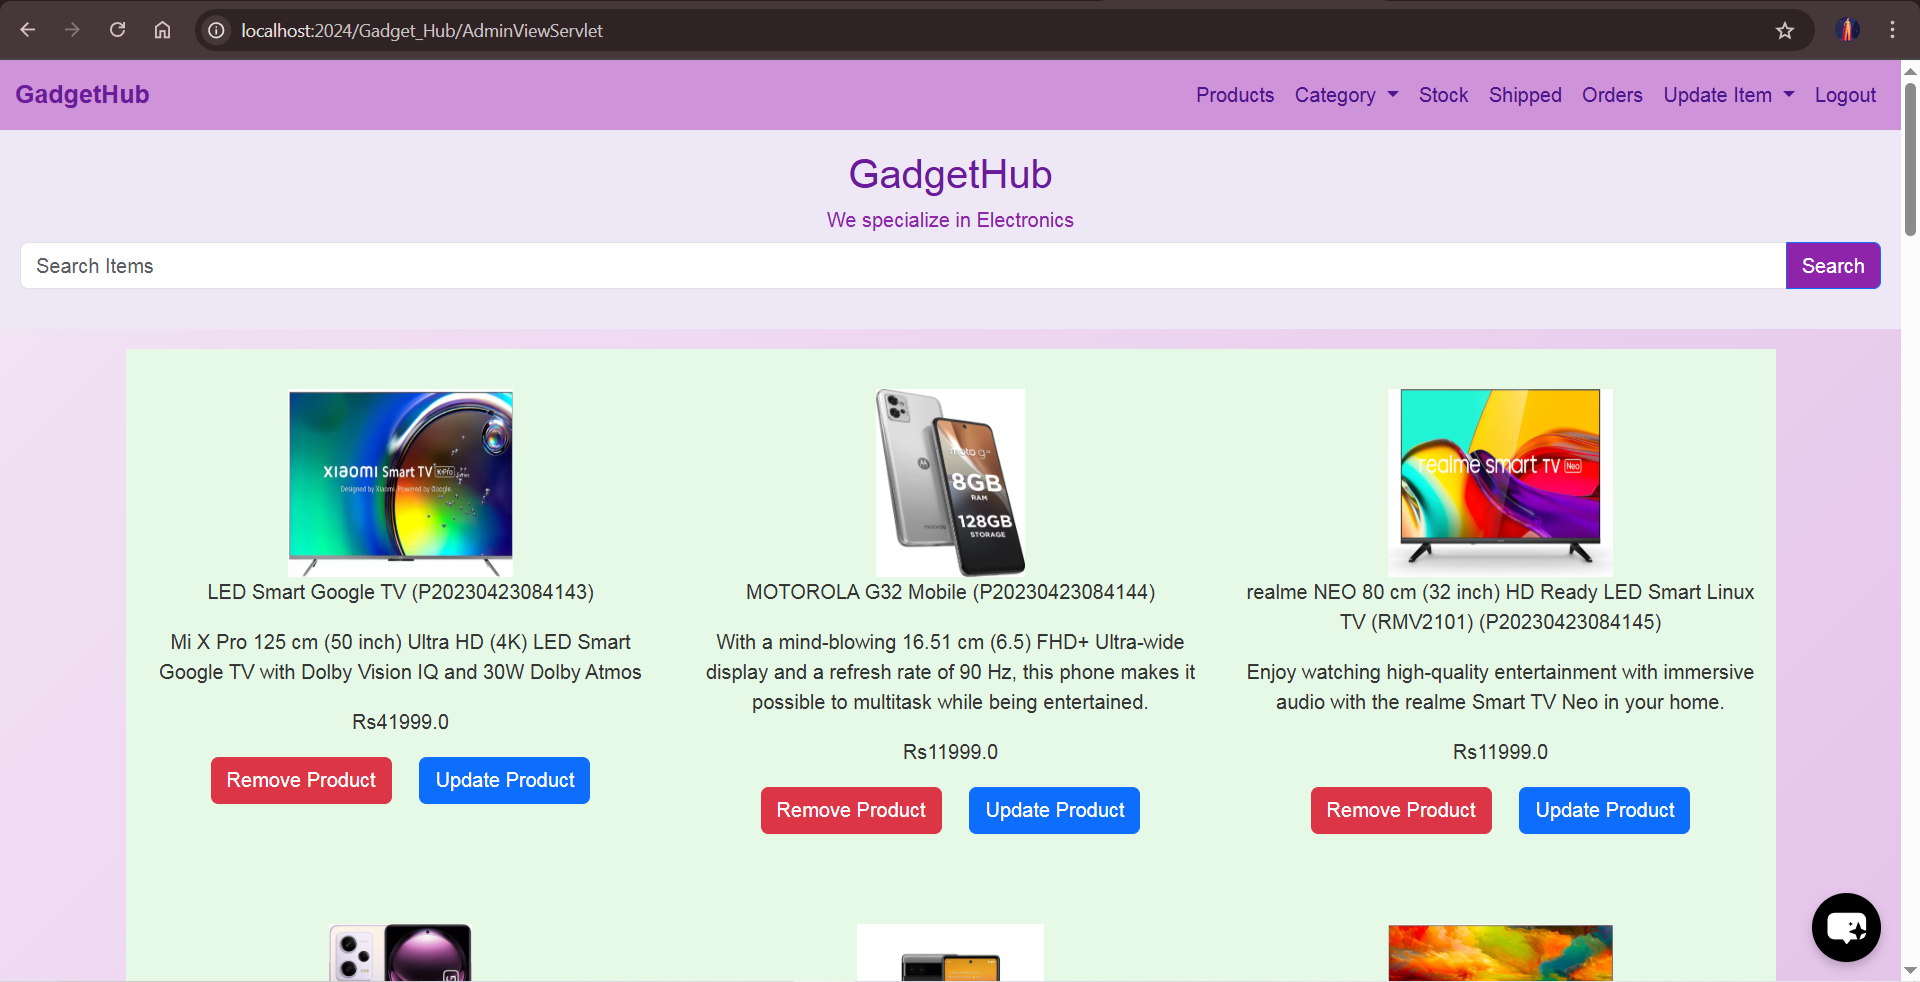 localhost:2024/Gadget_Hub/AdminViewServlet
GadgetHub
Products Category Stock Shipped Orders Update Item Logout
GadgetHub
We specialize in Electronics
Search Items
Search
xiaomi Smart TV X Pro
Designed by Xiaomi. Powered by Google.
LED Smart Google TV (P20230423084143)
Mi X Pro 125 cm (50 inch) Ultra HD (4K) LED Smart
Google TV with Dolby Vision IQ and 30W Dolby Atmos
Rs41999.0
Remove Product Update Product
moto g32
8GB
RAM
128GB
STORAGE
motorola
MOTOROLA G32 Mobile (P20230423084144)
With a mind-blowing 16.51 cm (6.5) FHD+ Ultra-wide
display and a refresh rate of 90 Hz, this phone makes it
possible to multitask while being entertained.
Rs11999.0
Remove Product Update Product
realme smart TV Neo
realme NEO 80 cm (32 inch) HD Ready LED Smart Linux
TV (RMV2101) (P20230423084145)
Enjoy watching high-quality entertainment with immersive
audio with the realme Smart TV Neo in your home.
Rs11999.0
Remove Product Update Product